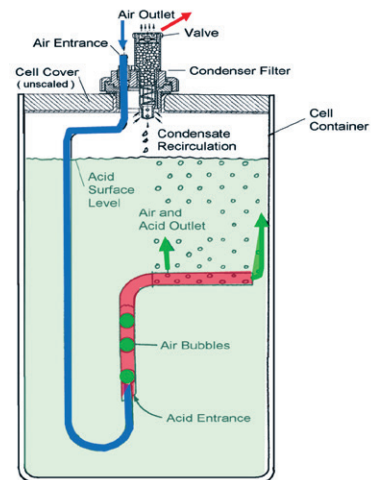 Air Outlet
Valve
Air Entrance
Condenser Filter
Cell Cover
(unscaled)
Cell
Container
Condensate
Recirculation
Acid
Surface
Level
Air and
Acid Outlet
Air Bubbles
Acid Entrance